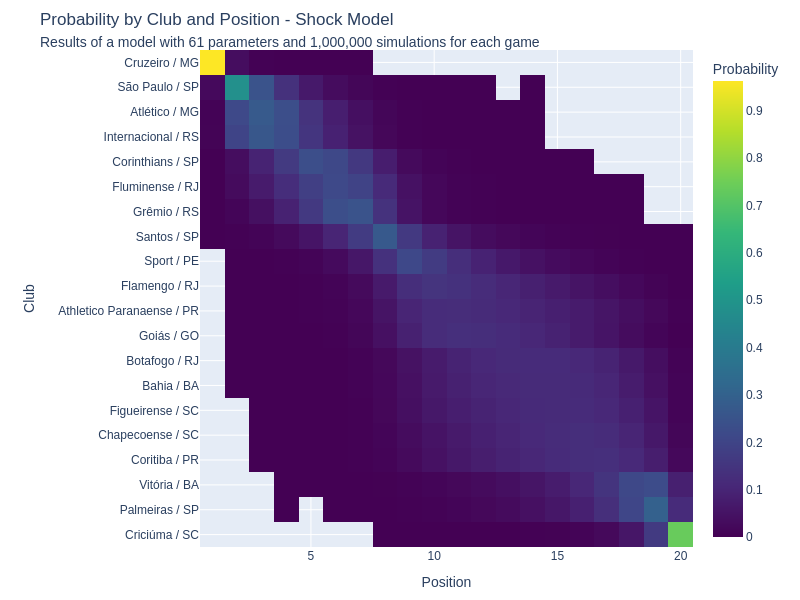 Probability by Club and Position - Shock Model
Results of a model with 61 parameters and 1,000,000 simulations for each game
Probability
Cruzeiro / MG
São Paulo / SP
Atlético / MG
Internacional / RS
Corinthians / SP
Fluminense / RJ
Grêmio / RS
Santos / SP
Sport / PE
Flamengo / RJ
Athletico Paranaense / PR
Goiás / GO
Botafogo / RJ
Bahia / BA
Figueirense / SC
Chapecoense / SC
Coritiba / PR
Vitória / BA
Palmeiras / SP
Criciúma / SC
Club
5
10
15
20
Position
0.9
0.8
0.7
0.6
0.5
0.4
0.3
0.2
0.1
0